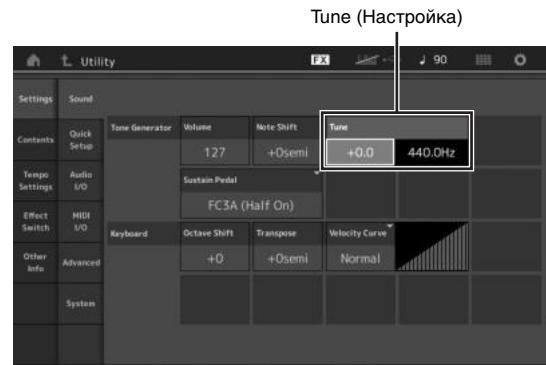 Tune (Настройка)
Utility
FX
90
Settings
Sound
Contents
Quick Setup
Tone Generator
Volume
127
Note Shift
+0semi
Tune
+0.0
440.0Hz
Tempo Settings
Audio I/O
Sustain Pedal
FC3A (Half On)
Effect Switch
MIDI I/O
Keyboard
Octave Shift
+0
Transpose
+0semi
Velocity Curve
Normal
Other Info
Advanced
System